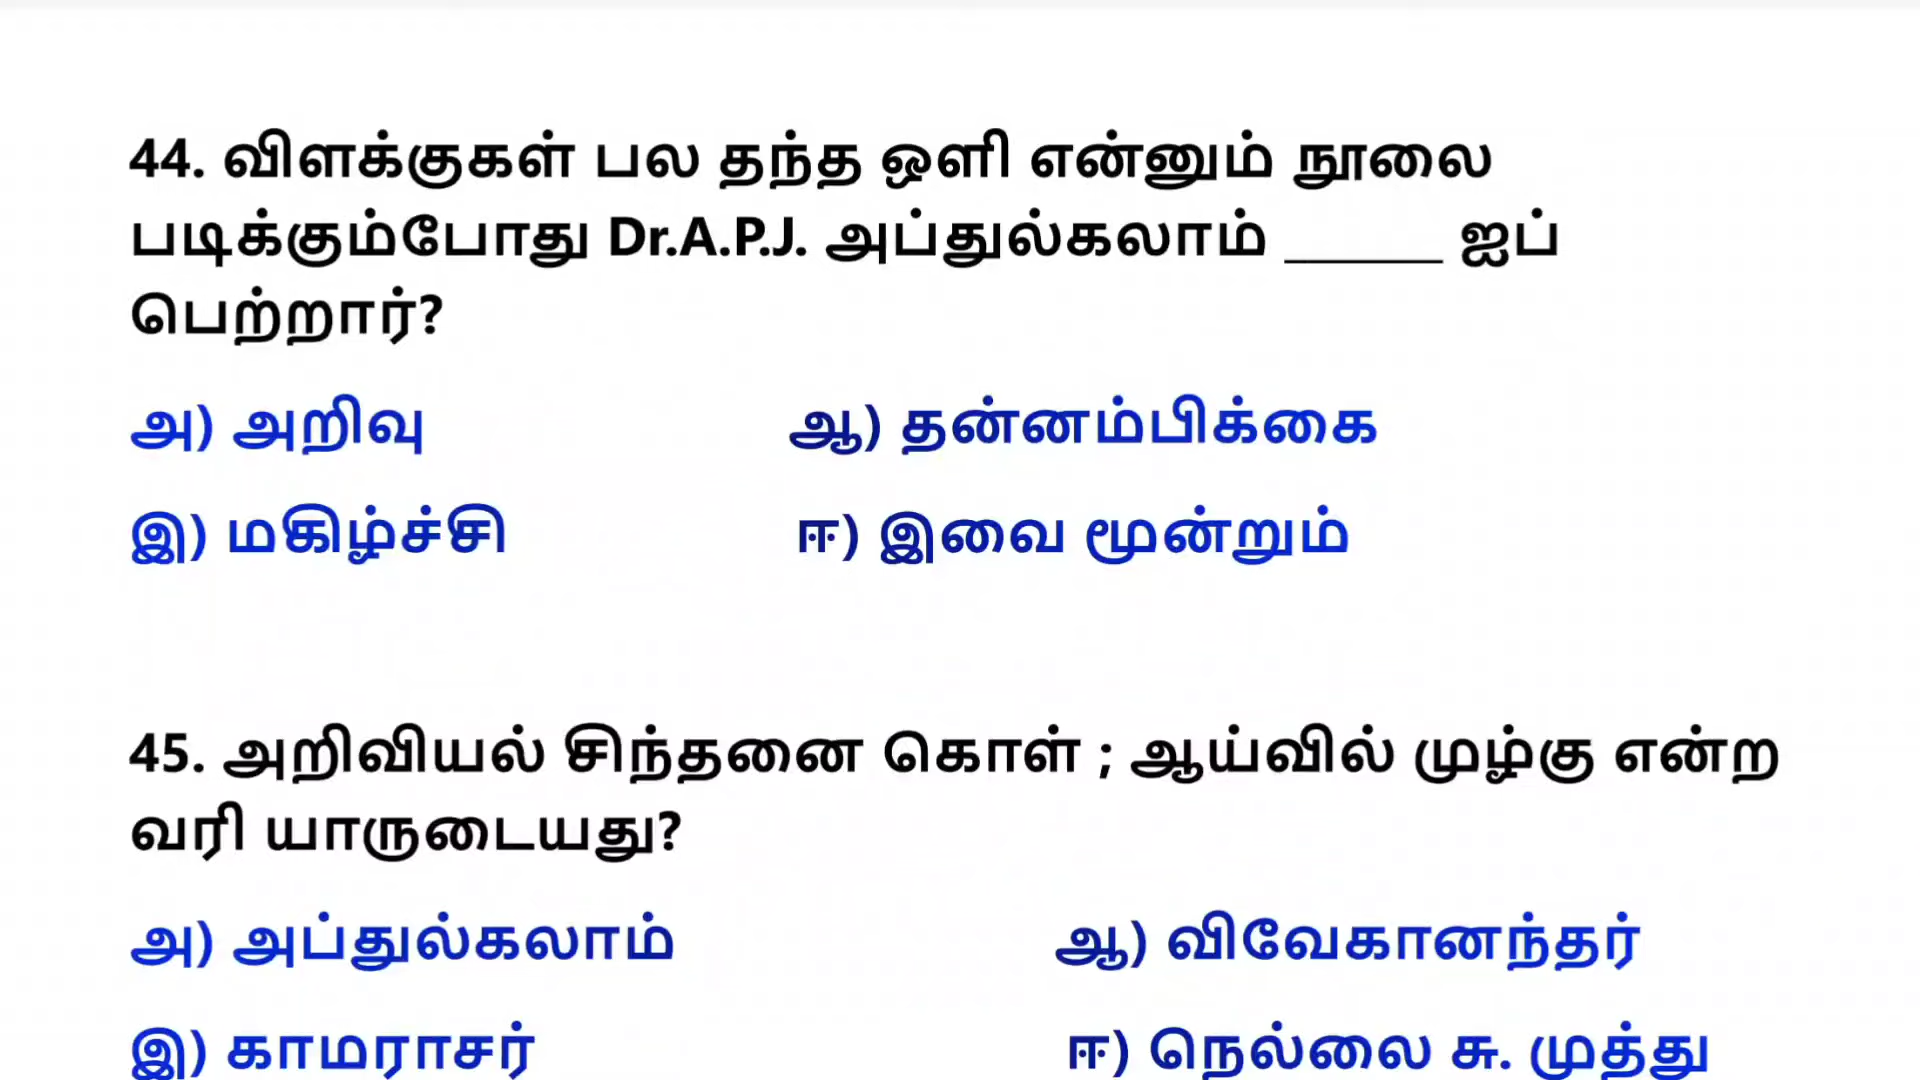 44. விளக்குகள் பல தந்த ஒளி என்னும் நூலை
படிக்கும்போது Dr.A.P.J. அப்துல்கலாம் ______ ஐப்
பெற்றார்?
அ) அறிவு ஆ) தன்னம்பிக்கை
இ) மகிழ்ச்சி ஈ) இவை மூன்றும்
45. அறிவியல் சிந்தனை கொள் ; ஆய்வில் முழ்கு என்ற
வரி யாருடையது?
அ) அப்துல்கலாம் ஆ) விவேகானந்தர்
இ) காமராசர் ஈ) நெல்லை சு. முத்து